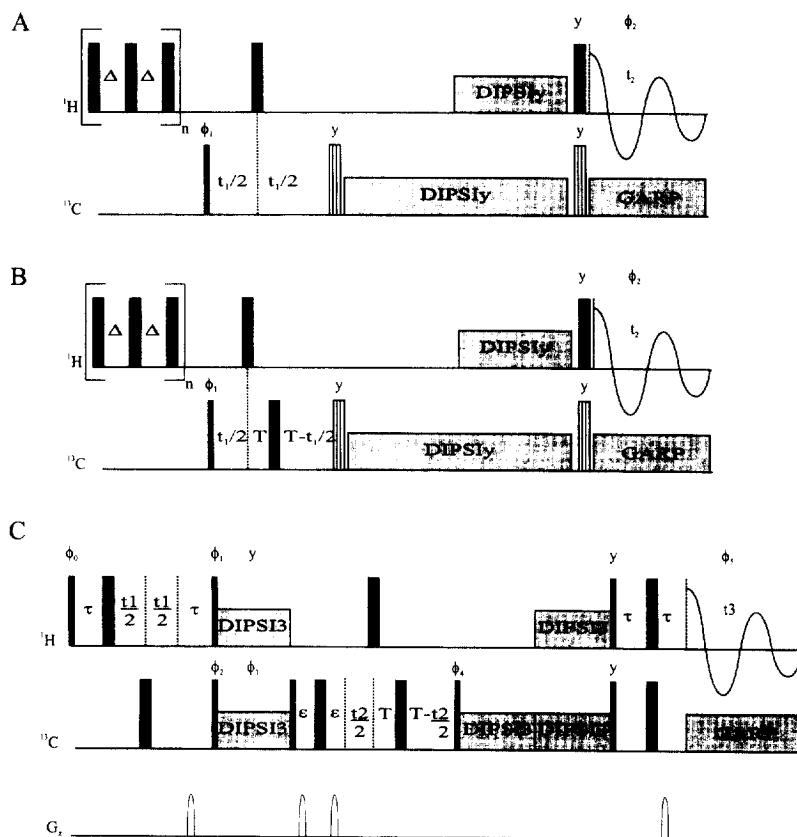 A
y ϕ₂
Δ Δ t₂
DIPSIy
¹H
n ϕ₁ y y
t₁/2 t₁/2
DIPSIy GARP
¹³C
B
y ϕ₂
Δ Δ t₂
DIPSIy
¹H
n ϕ₁ y y
t₁/2 T T-t₁/2
DIPSIy GARP
¹³C
C
ϕ₀ ϕ₁ y y
τ t1/2 t1/2 τ τ τ t3
DIPSI3
¹H
ϕ₂ ϕ₃ ϕ₄ y
ε ε t2/2 T T-t2/2
DIPSI3
¹³C
G_z